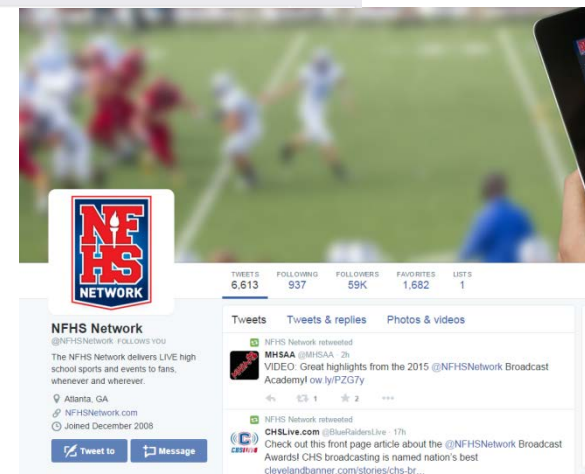 NF
HS
NETWORK
TWEETS FOLLOWING FOLLOWERS FAVORITES LISTS
6,613 937 59K 1,682 1
NFHS Network
@NFHSNetwork FOLLOWS YOU
The NFHS Network delivers LIVE high
school sports and events to fans,
whenever and wherever.
Atlanta, GA
NFHSNetwork.com
Joined December 2008
Tweet to Message
Tweets Tweets & replies Photos & videos
NFHS Network retweeted
MHSAA @MHSAA · 2h
VIDEO: Great highlights from the 2015 @NFHSNetwork Broadcast
Academy! ow.ly/PZG7y
1 2
NFHS Network retweeted
CHSLive.com @BlueRaidersLive · 17h
Check out this front page article about the @NFHSNetwork Broadcast
Awards! CHS broadcasting is named nation's best
clevelandbanner.com/stories/chs-br...